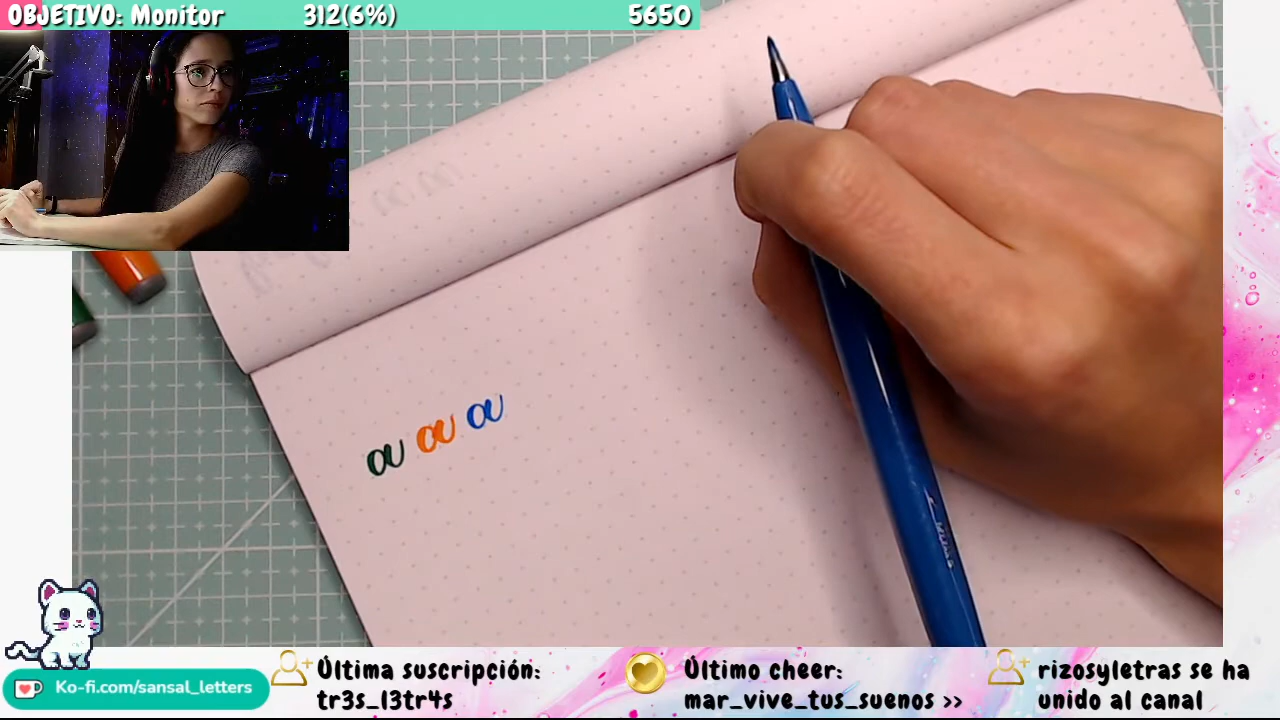 OBJETIVO: Monitor 312(6%) 5650
ou ou ou
Ko-fi.com/sansal_letters
Última suscripción:
tr3s_l3tr4s
Último cheer:
mar_vive_tus_suenos >>
rizosyletras se ha
unido al canal